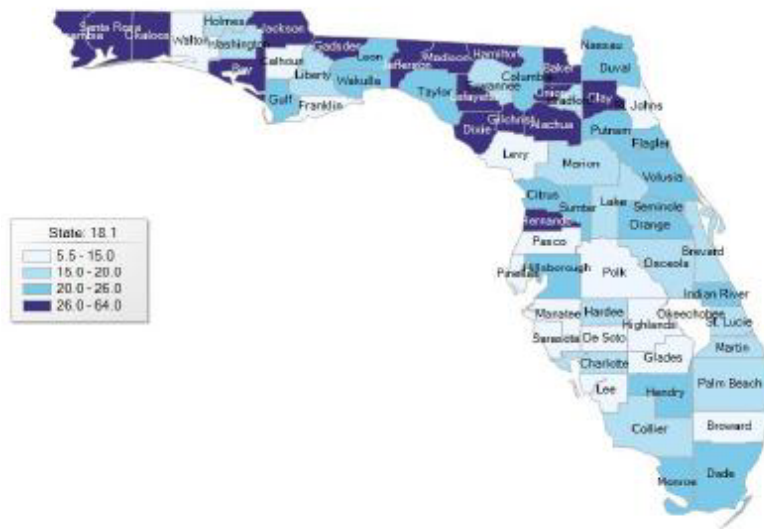 Santa Rosa
Okaloos
Walton
Holmes
Washington
Jackson
Bay
Calhoun
Gulf
Liberty
Franklin
Gadsden
Leon
Wakulla
Jefferson
Madison
Taylor
Hamilton
Suwannee
Lafayette
Dixie
Columbia
Gilchrist
Baker
Union
Bradford
Alachua
Levy
Nassau
Duval
Clay
Johns
Putnam
Flagler
Marion
Volusia
Citrus
Sumter
Lake
Seminole
Hernando
Orange
Pasco
Brevard
Pinellas
Hillsborough
Polk
Osceola
Indian River
Manatee
Hardee
Okeechobee
Highlands
St. Lucie
Sarasota
De Soto
Martin
Charlotte
Glades
Lee
Hendry
Palm Beach
Collier
Broward
Monroe
Dade
State: 18.1
5.5 - 15.0
15.0 - 20.0
20.0 - 26.0
26.0 - 64.0